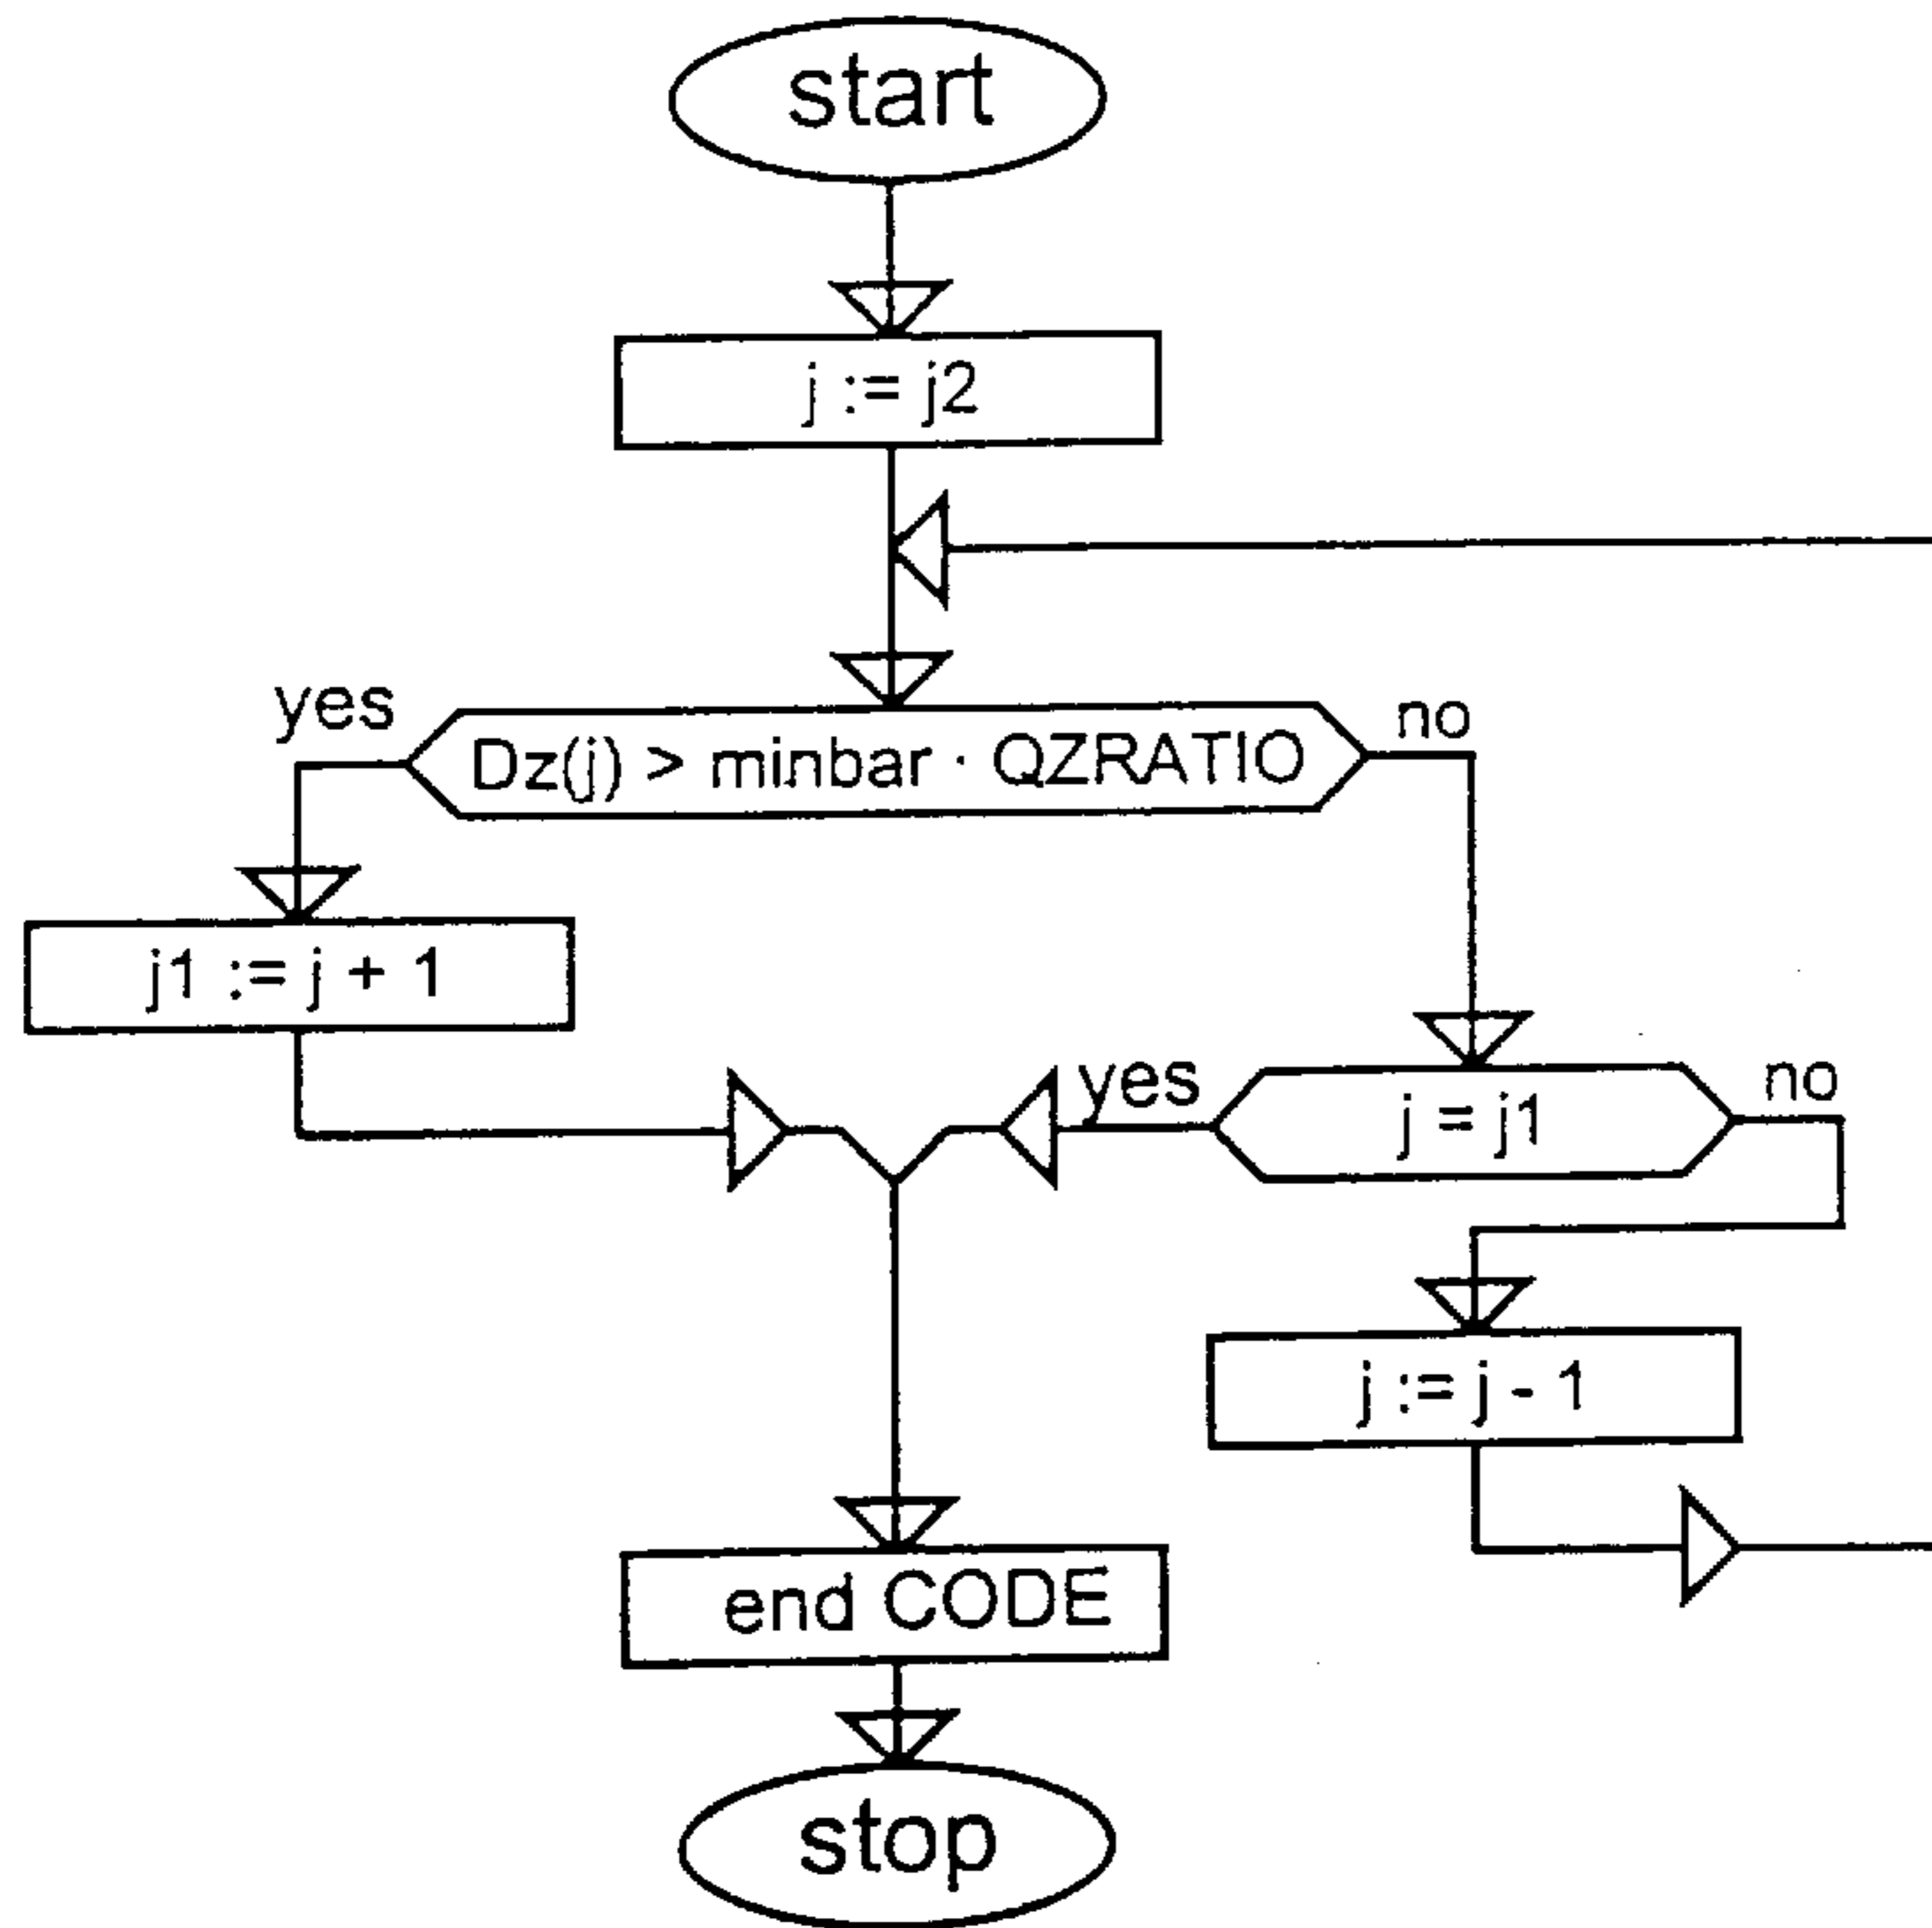 start
j := j2
yes
no
Dz(j) > minbar · QZRATIO
j1 := j + 1
yes
no
j = j1
j := j - 1
end CODE
stop